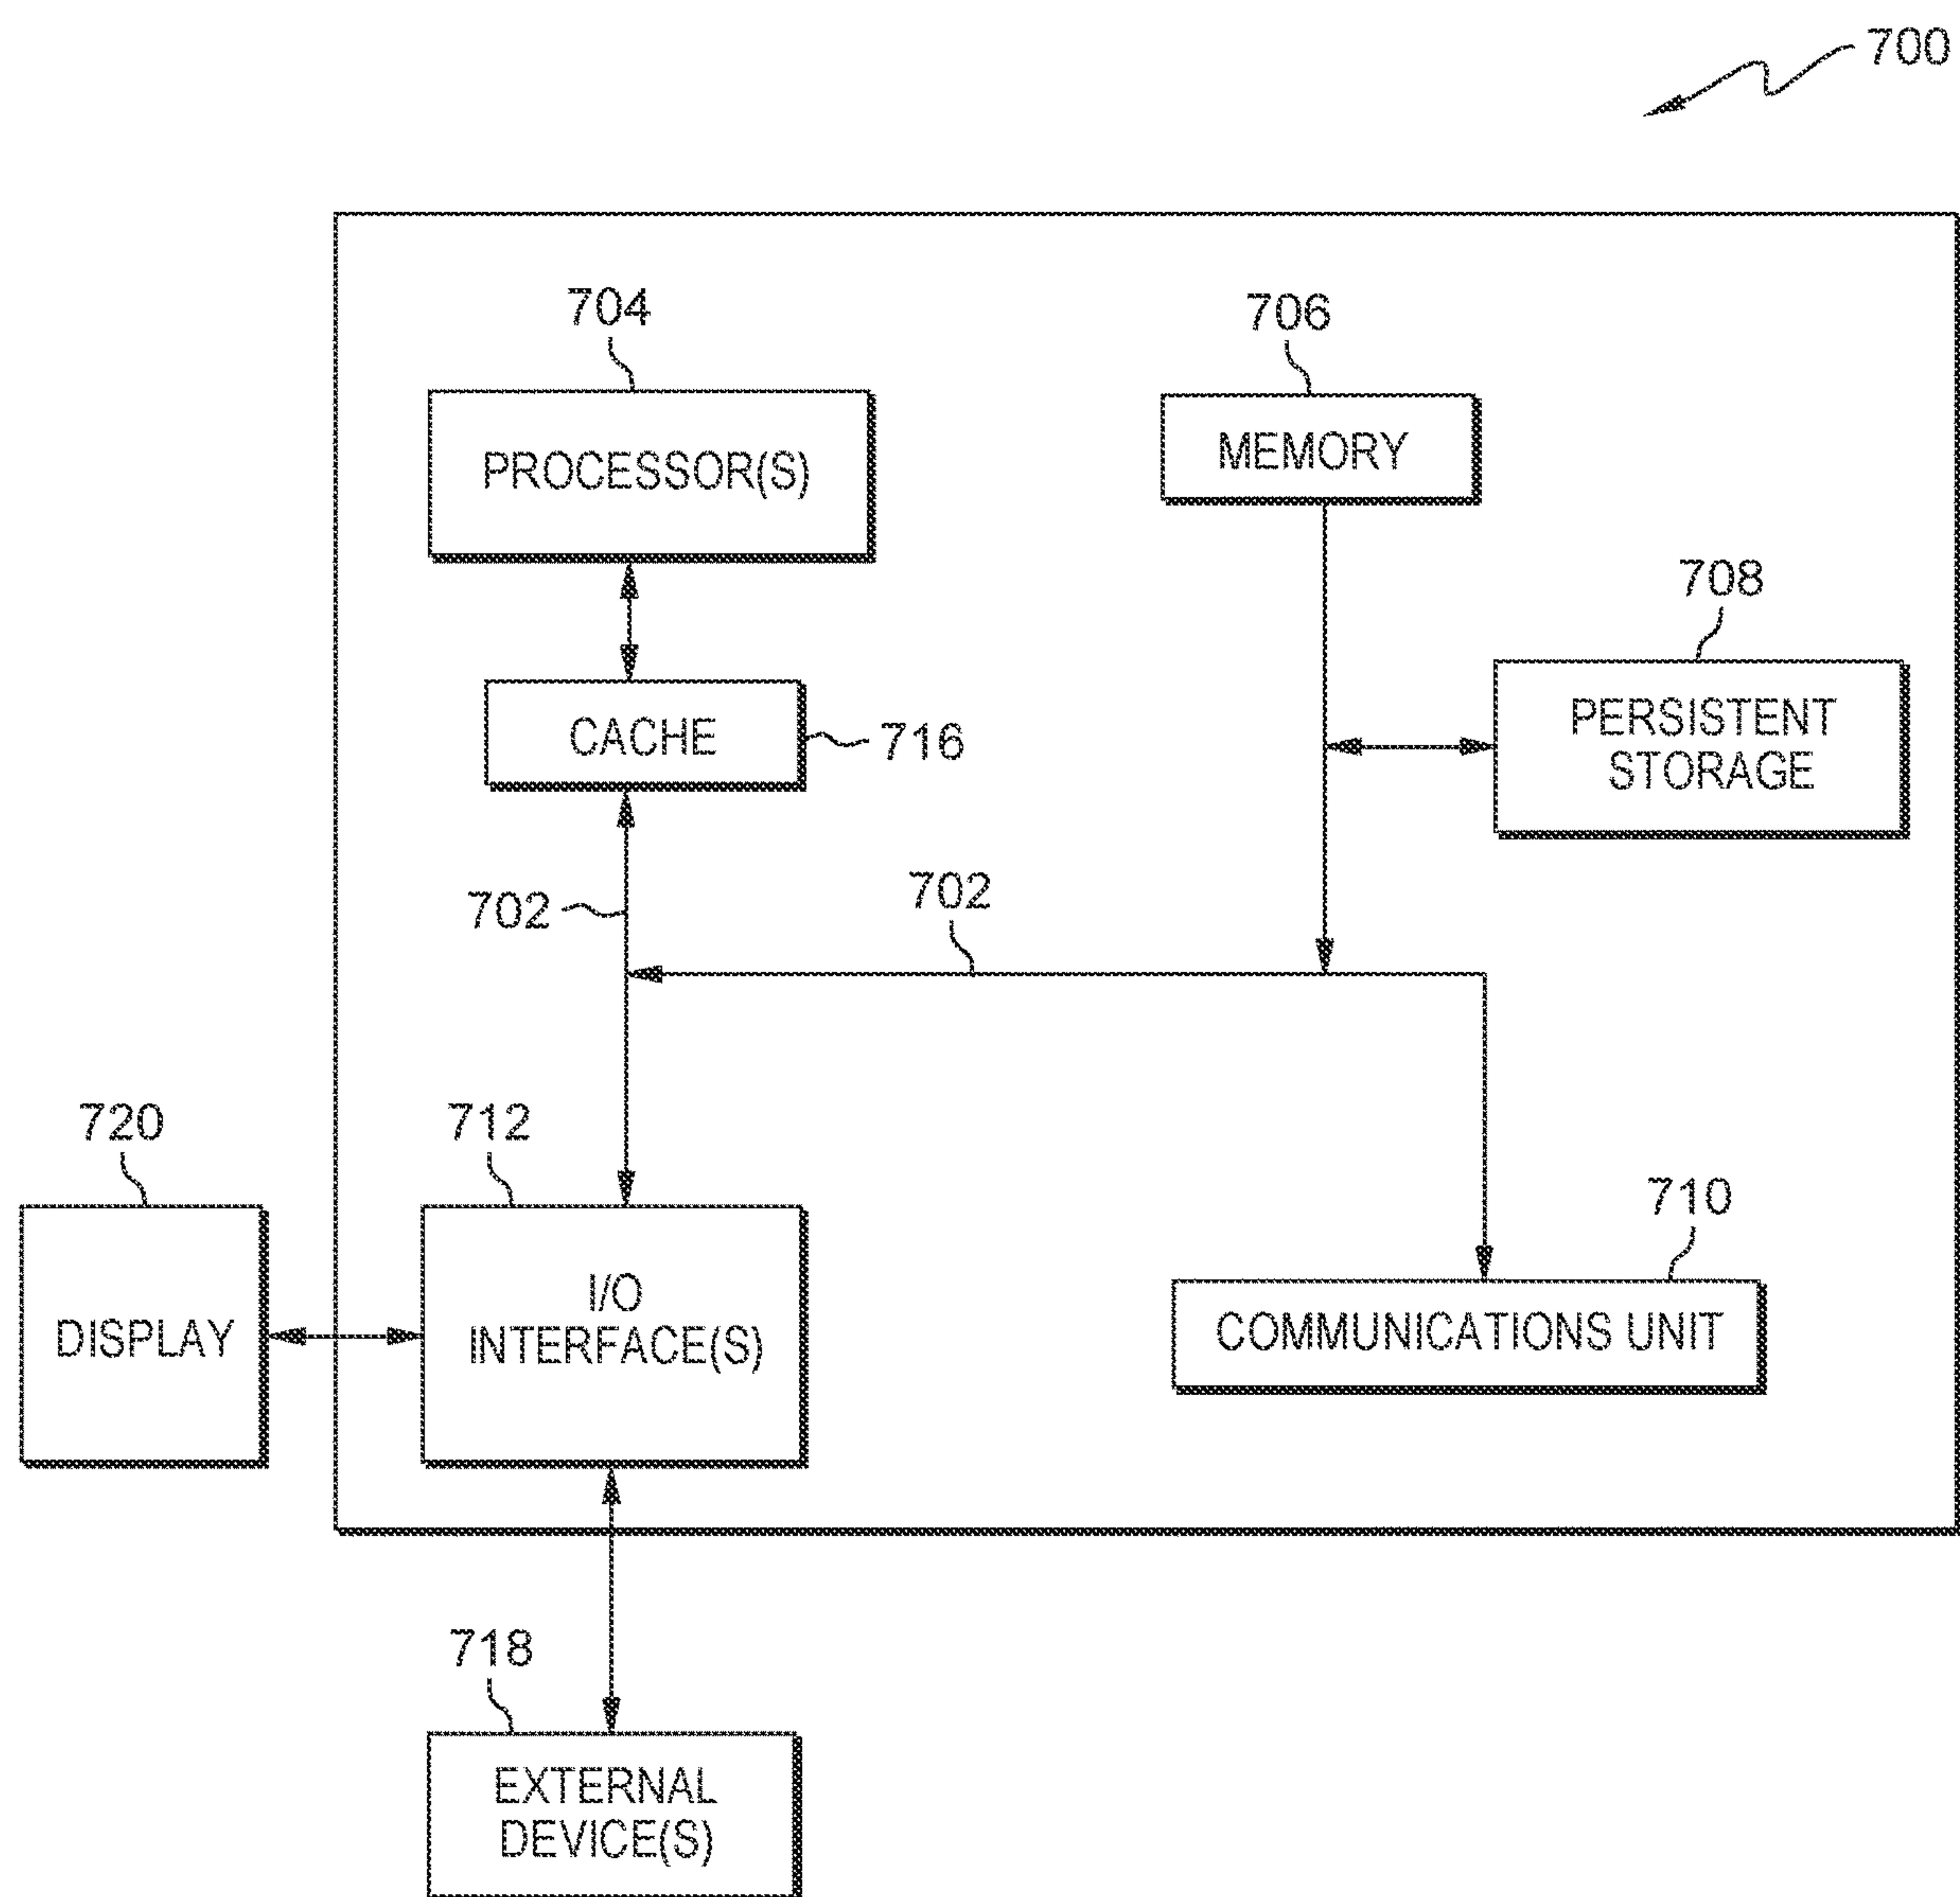 700
704
PROCESSOR(S)
706
MEMORY
708
PERSISTENT
STORAGE
CACHE
716
702
702
720
DISPLAY
712
I/O
INTERFACE(S)
710
COMMUNICATIONS UNIT
718
EXTERNAL
DEVICE(S)